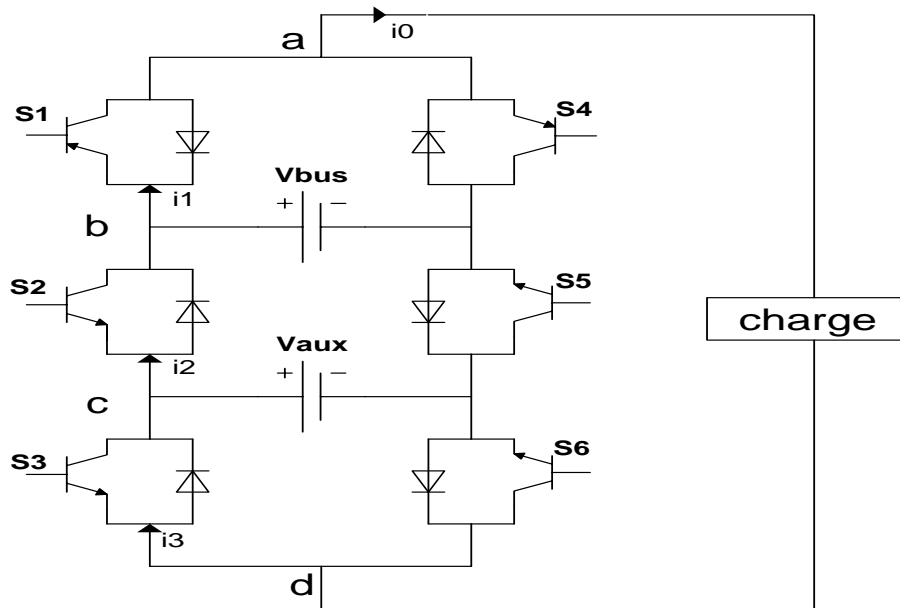 a
i0
S1
S4
Vbus
+ −
i1
b
S2
S5
Vaux
+ −
i2
c
charge
S3
S6
i3
d